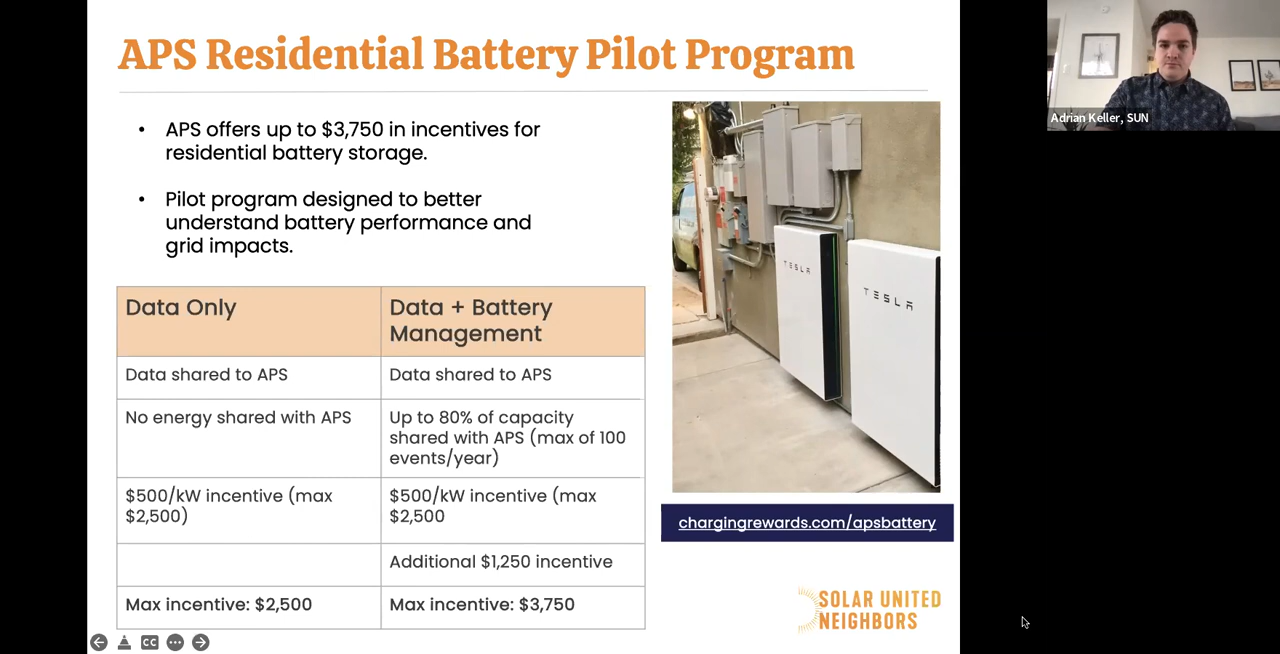 APS Residential Battery Pilot Program
• APS offers up to $3,750 in incentives for
residential battery storage.
• Pilot program designed to better
understand battery performance and
grid impacts.
Data Only
Data + Battery
Management
Data shared to APS
Data shared to APS
No energy shared with APS
Up to 80% of capacity
shared with APS (max of 100
events/year)
$500/kW incentive (max
$2,500)
$500/kW incentive (max
$2,500
Additional $1,250 incentive
Max incentive: $2,500
Max incentive: $3,750
TESLA
TESLA
chargingrewards.com/apsbattery
SOLAR UNITED
NEIGHBORS
CC
Adrian Keller, SUN